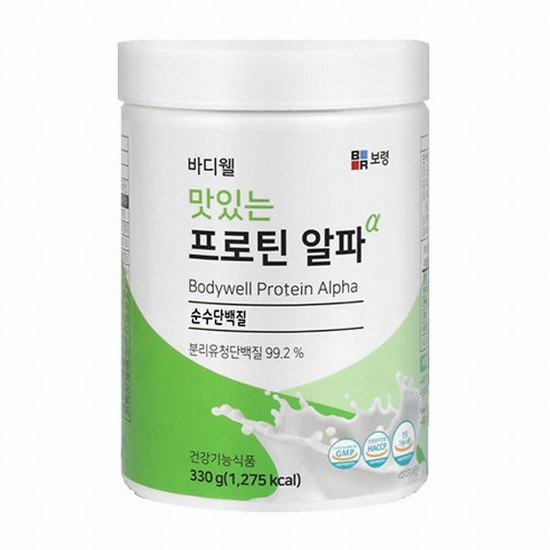 바디웰
BR 보령
맛있는
프로틴 알파 α
Bodywell Protein Alpha
순수단백질
분리유청단백질 99.2 %
GMP
HACCP
건강기능식품
330 g(1,275 kcal)